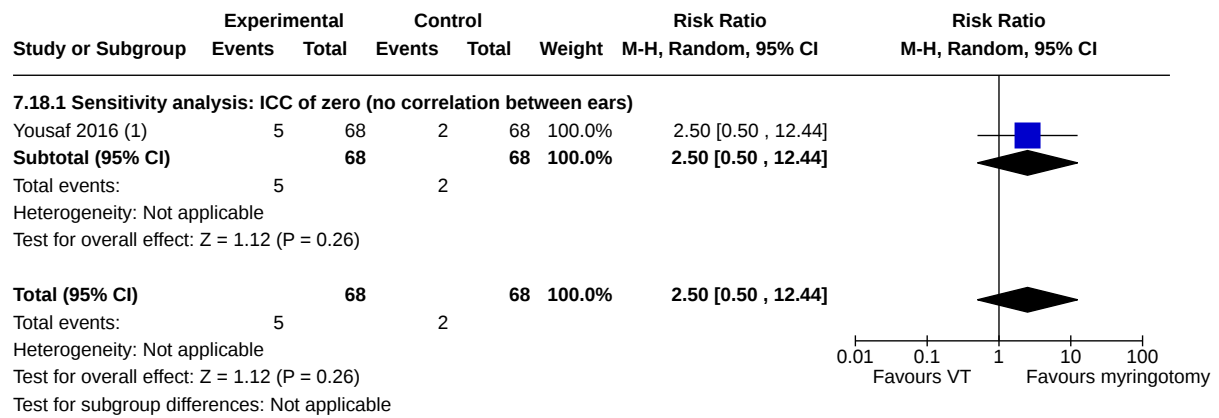 Experimental Control Risk Ratio Risk Ratio
Study or Subgroup Events Total Events Total Weight M-H, Random, 95% CI M-H, Random, 95% CI
7.18.1 Sensitivity analysis: ICC of zero (no correlation between ears)
Yousaf 2016 (1) 5 68 2 68 100.0% 2.50 [0.50 , 12.44]
Subtotal (95% CI) 68 68 100.0% 2.50 [0.50 , 12.44]
Total events: 5 2
Heterogeneity: Not applicable
Test for overall effect: Z = 1.12 (P = 0.26)
Total (95% CI) 68 68 100.0% 2.50 [0.50 , 12.44]
Total events: 5 2
Heterogeneity: Not applicable
0.01 0.1 1 10 100
Test for overall effect: Z = 1.12 (P = 0.26) Favours VT Favours myringotomy
Test for subgroup differences: Not applicable